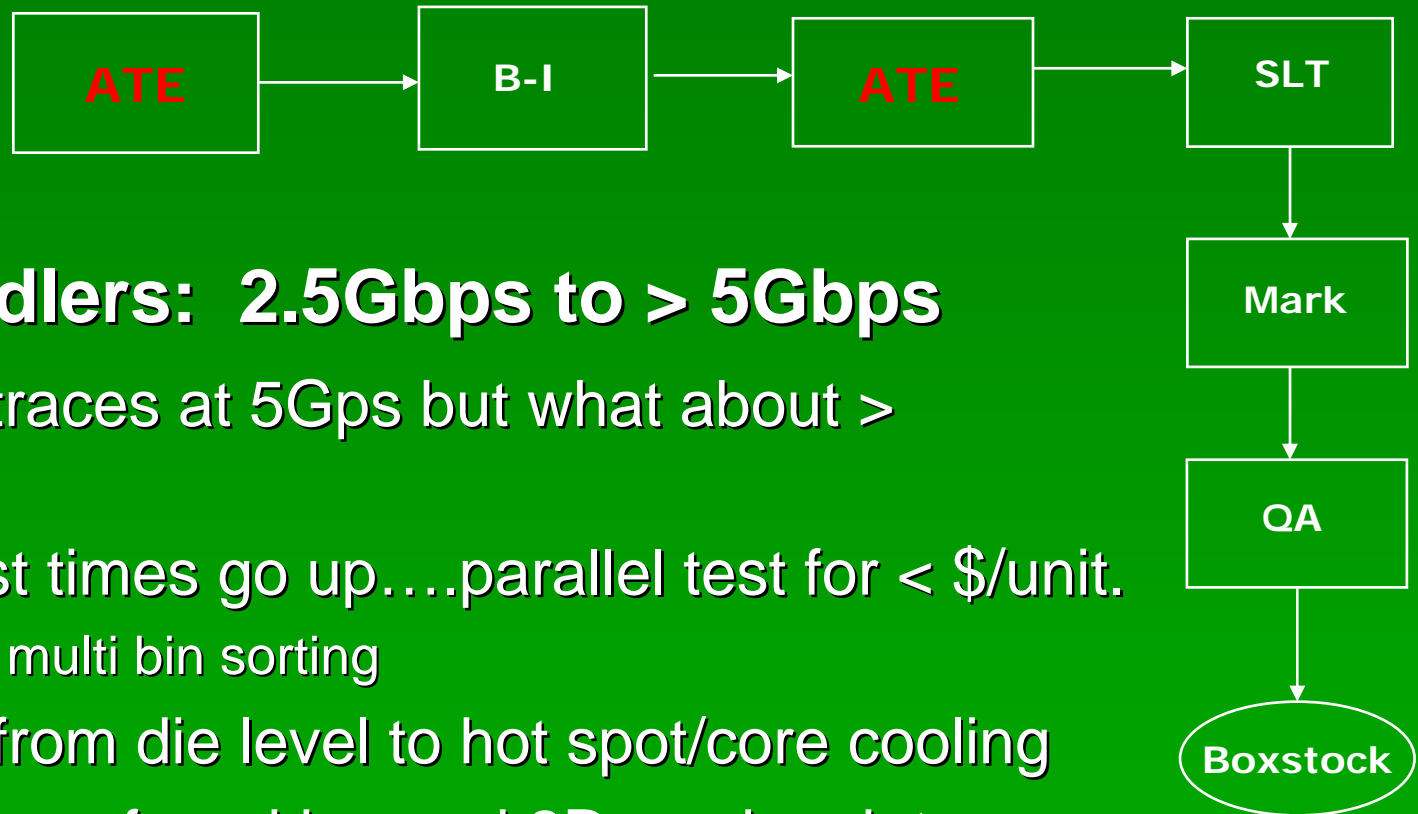 ATE
B-I
ATE
SLT
dlers: 2.5Gbps to > 5Gbps
Mark
traces at 5Gps but what about >
QA
st times go up….parallel test for < $/unit.
multi bin sorting
from die level to hot spot/core cooling
Boxstock